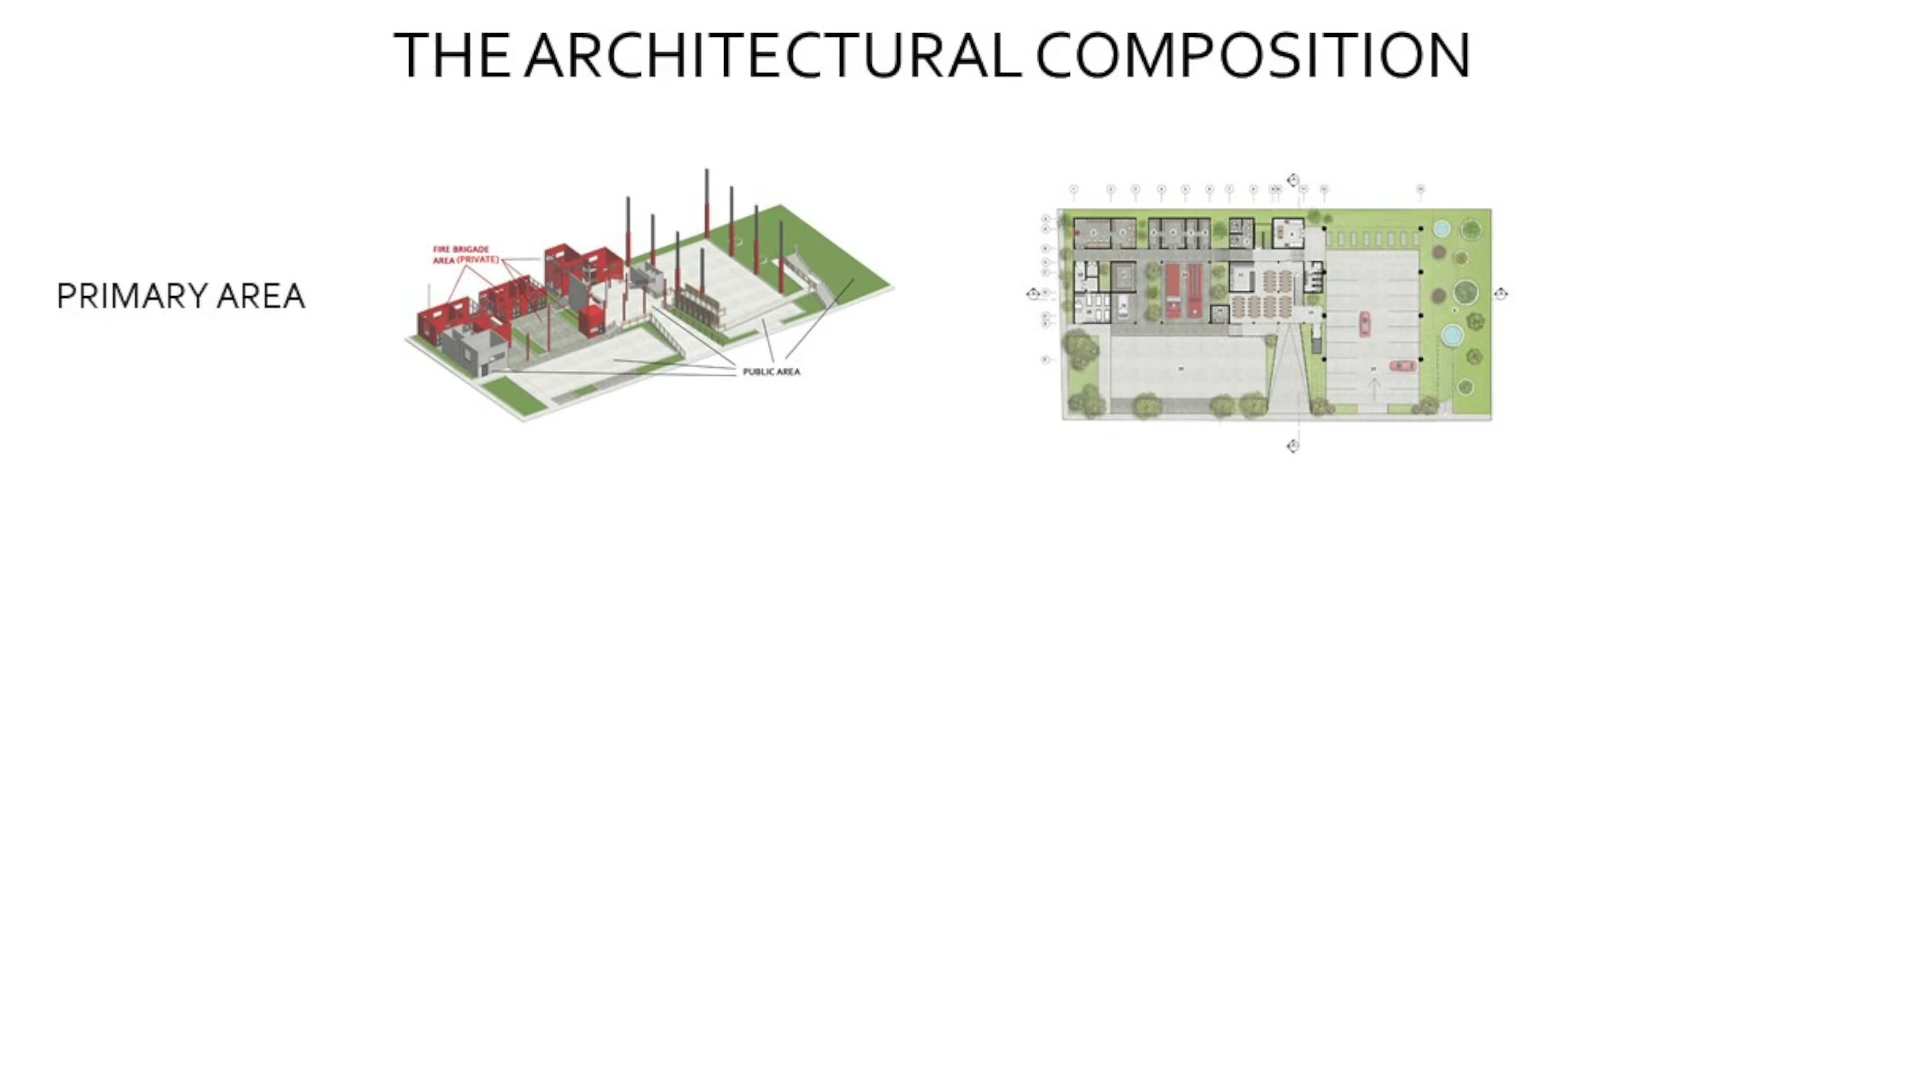 THE ARCHITECTURAL COMPOSITION
FIRE BRIGADE
AREA (PRIVATE)
PRIMARY AREA
PUBLIC AREA